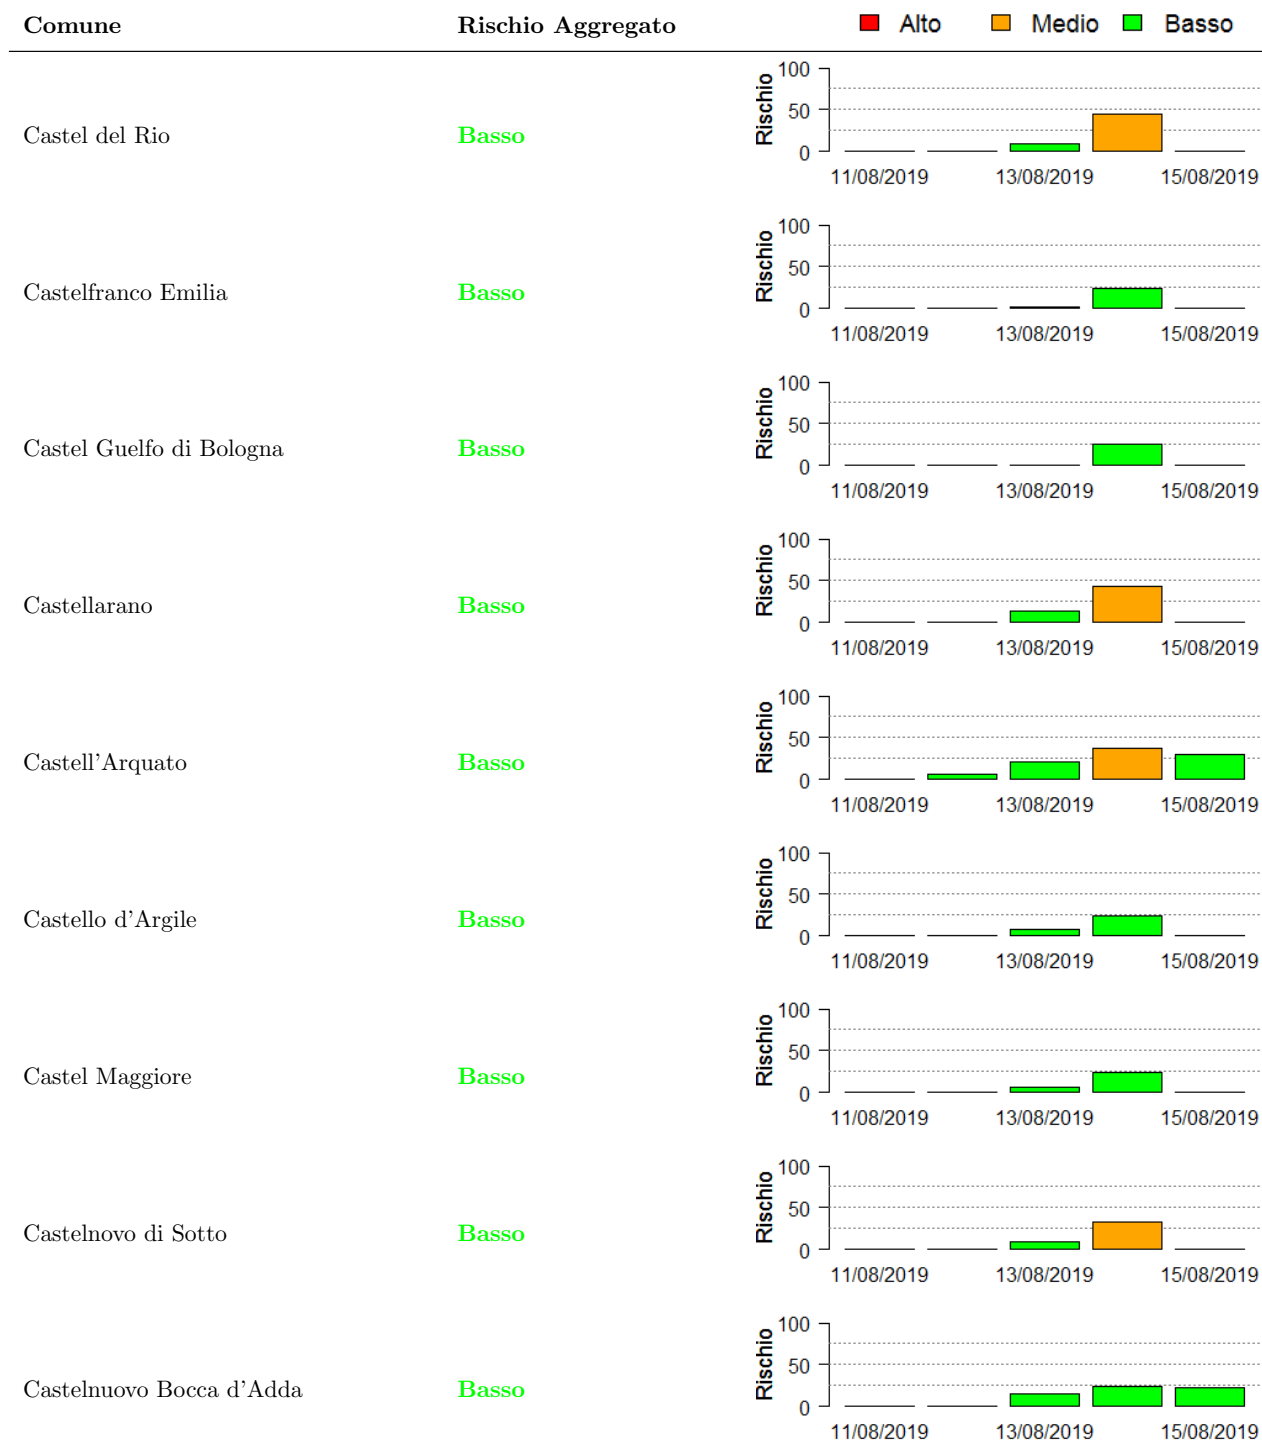 Comune Rischio Aggregato Alto Medio Basso
Castel del Rio Basso Rischio 100 50 0
11/08/2019 13/08/2019 15/08/2019
Castelfranco Emilia Basso Rischio 100 50 0
11/08/2019 13/08/2019 15/08/2019
Castel Guelfo di Bologna Basso Rischio 100 50 0
11/08/2019 13/08/2019 15/08/2019
Castellarano Basso Rischio 100 50 0
11/08/2019 13/08/2019 15/08/2019
Castell'Arquato Basso Rischio 100 50 0
11/08/2019 13/08/2019 15/08/2019
Castello d'Argile Basso Rischio 100 50 0
11/08/2019 13/08/2019 15/08/2019
Castel Maggiore Basso Rischio 100 50 0
11/08/2019 13/08/2019 15/08/2019
Castelnovo di Sotto Basso Rischio 100 50 0
11/08/2019 13/08/2019 15/08/2019
Castelnuovo Bocca d'Adda Basso Rischio 100 50 0
11/08/2019 13/08/2019 15/08/2019